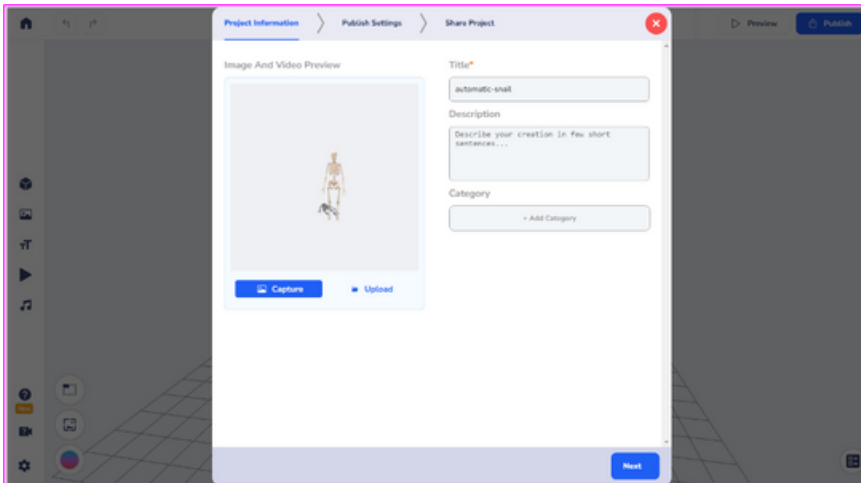 Project Information
Publish Settings
Share Project
Preview
Publish
Image And Video Preview
Title*
automatic-snail
Description
Describe your creation in few short
sentences...
Category
+ Add Category
Capture
Upload
Next